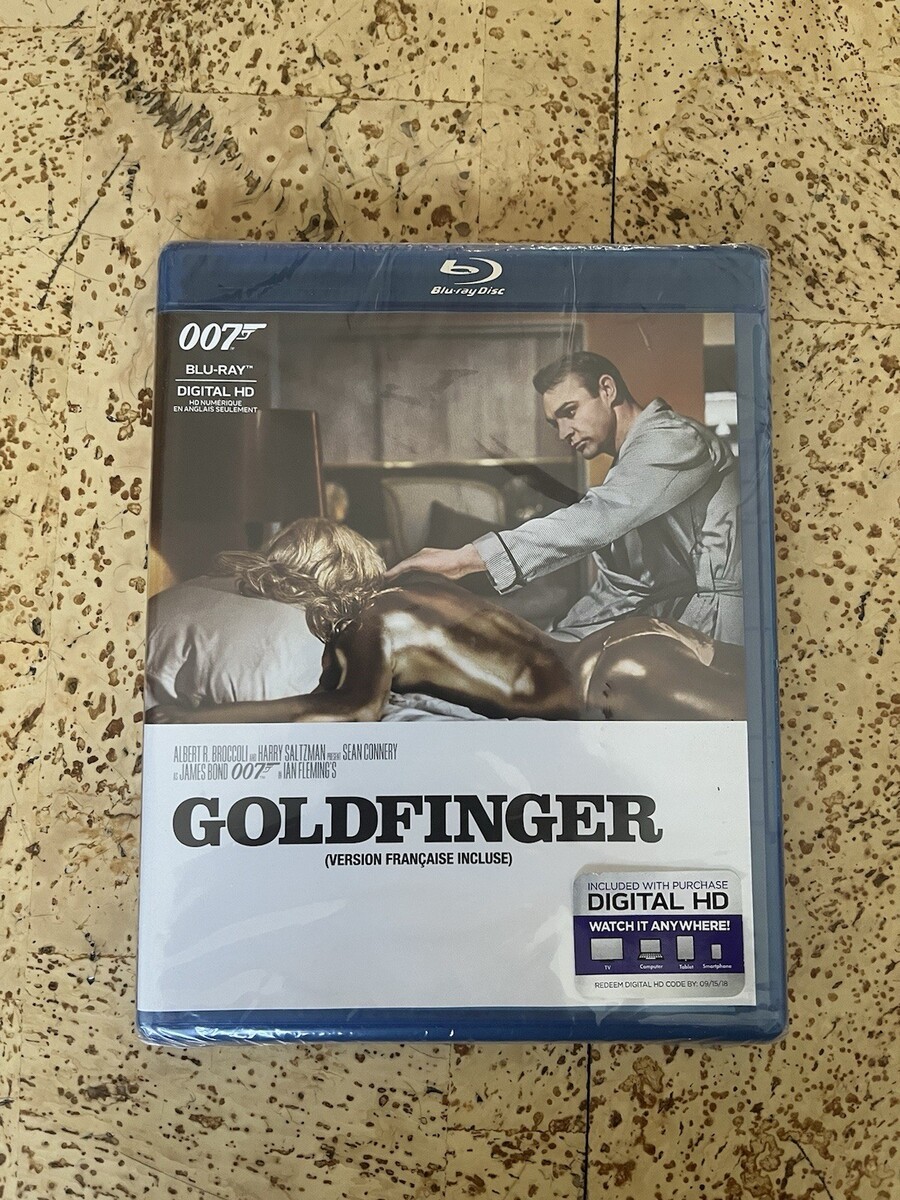 Blu-ray Disc
007
BLU-RAY™
DIGITAL HD
HD NUMÉRIQUE
EN ANGLAIS SEULEMENT
ALBERT R. BROCCOLI AND HARRY SALTZMAN PRESENT SEAN CONNERY
AS JAMES BOND 007 IN IAN FLEMING'S
GOLDFINGER
(VERSION FRANÇAISE INCLUSE)
INCLUDED WITH PURCHASE
DIGITAL HD
WATCH IT ANYWHERE!
TV Computer Tablet Smartphone
REDEEM DIGITAL HD CODE BY: 09/15/18